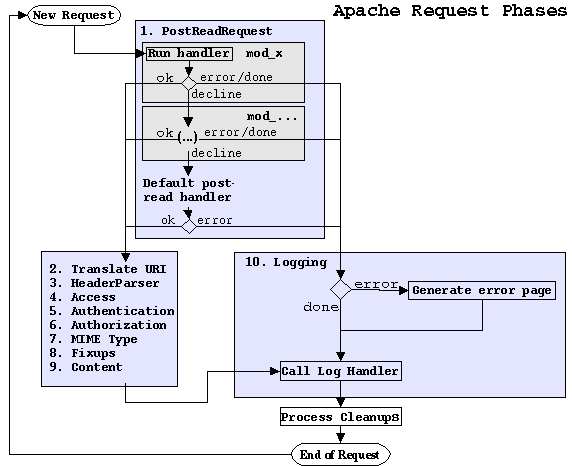 Apache Request Phases
New Request
1. PostReadRequest
Run handler mod_x
ok error/done
decline
mod_...
ok (...) error/done
decline
Default post-
read handler
ok error
2. Translate URI
3. HeaderParser
4. Access
5. Authentication
6. Authorization
7. MIME Type
8. Fixups
9. Content
10. Logging
error
Generate error page
done
Call Log Handler
Process Cleanups
End of Request